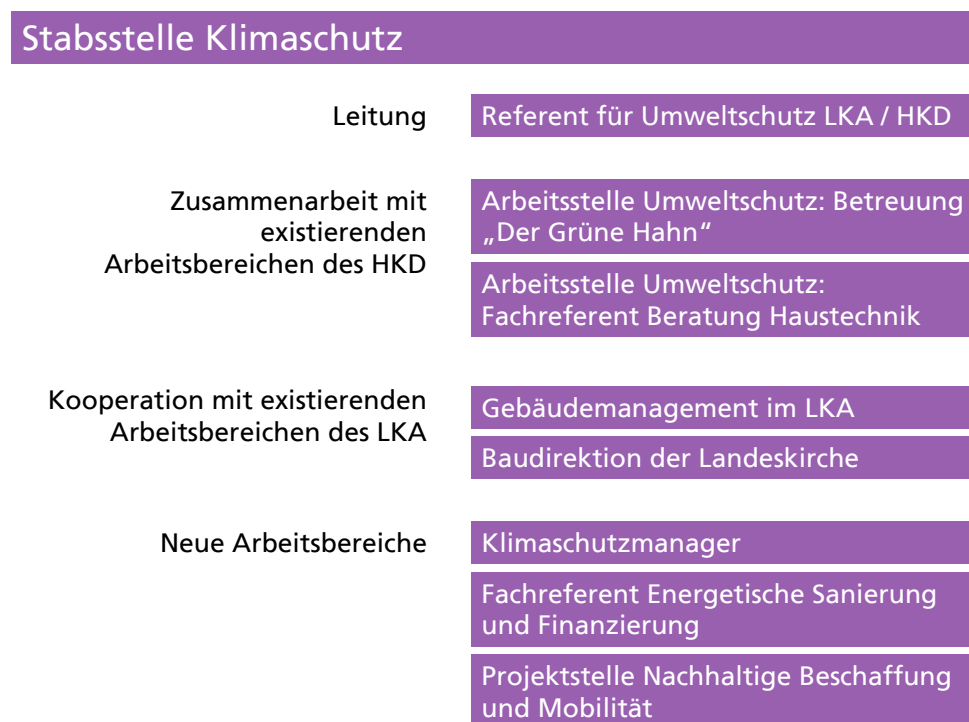 Stabsstelle Klimaschutz
Leitung
Referent für Umweltschutz LKA / HKD
Zusammenarbeit mit
existierenden
Arbeitsbereichen des HKD
Arbeitsstelle Umweltschutz: Betreuung
„Der Grüne Hahn“
Arbeitsstelle Umweltschutz:
Fachreferent Beratung Haustechnik
Kooperation mit existierenden
Arbeitsbereichen des LKA
Gebäudemanagement im LKA
Baudirektion der Landeskirche
Neue Arbeitsbereiche
Klimaschutzmanager
Fachreferent Energetische Sanierung
und Finanzierung
Projektstelle Nachhaltige Beschaffung
und Mobilität